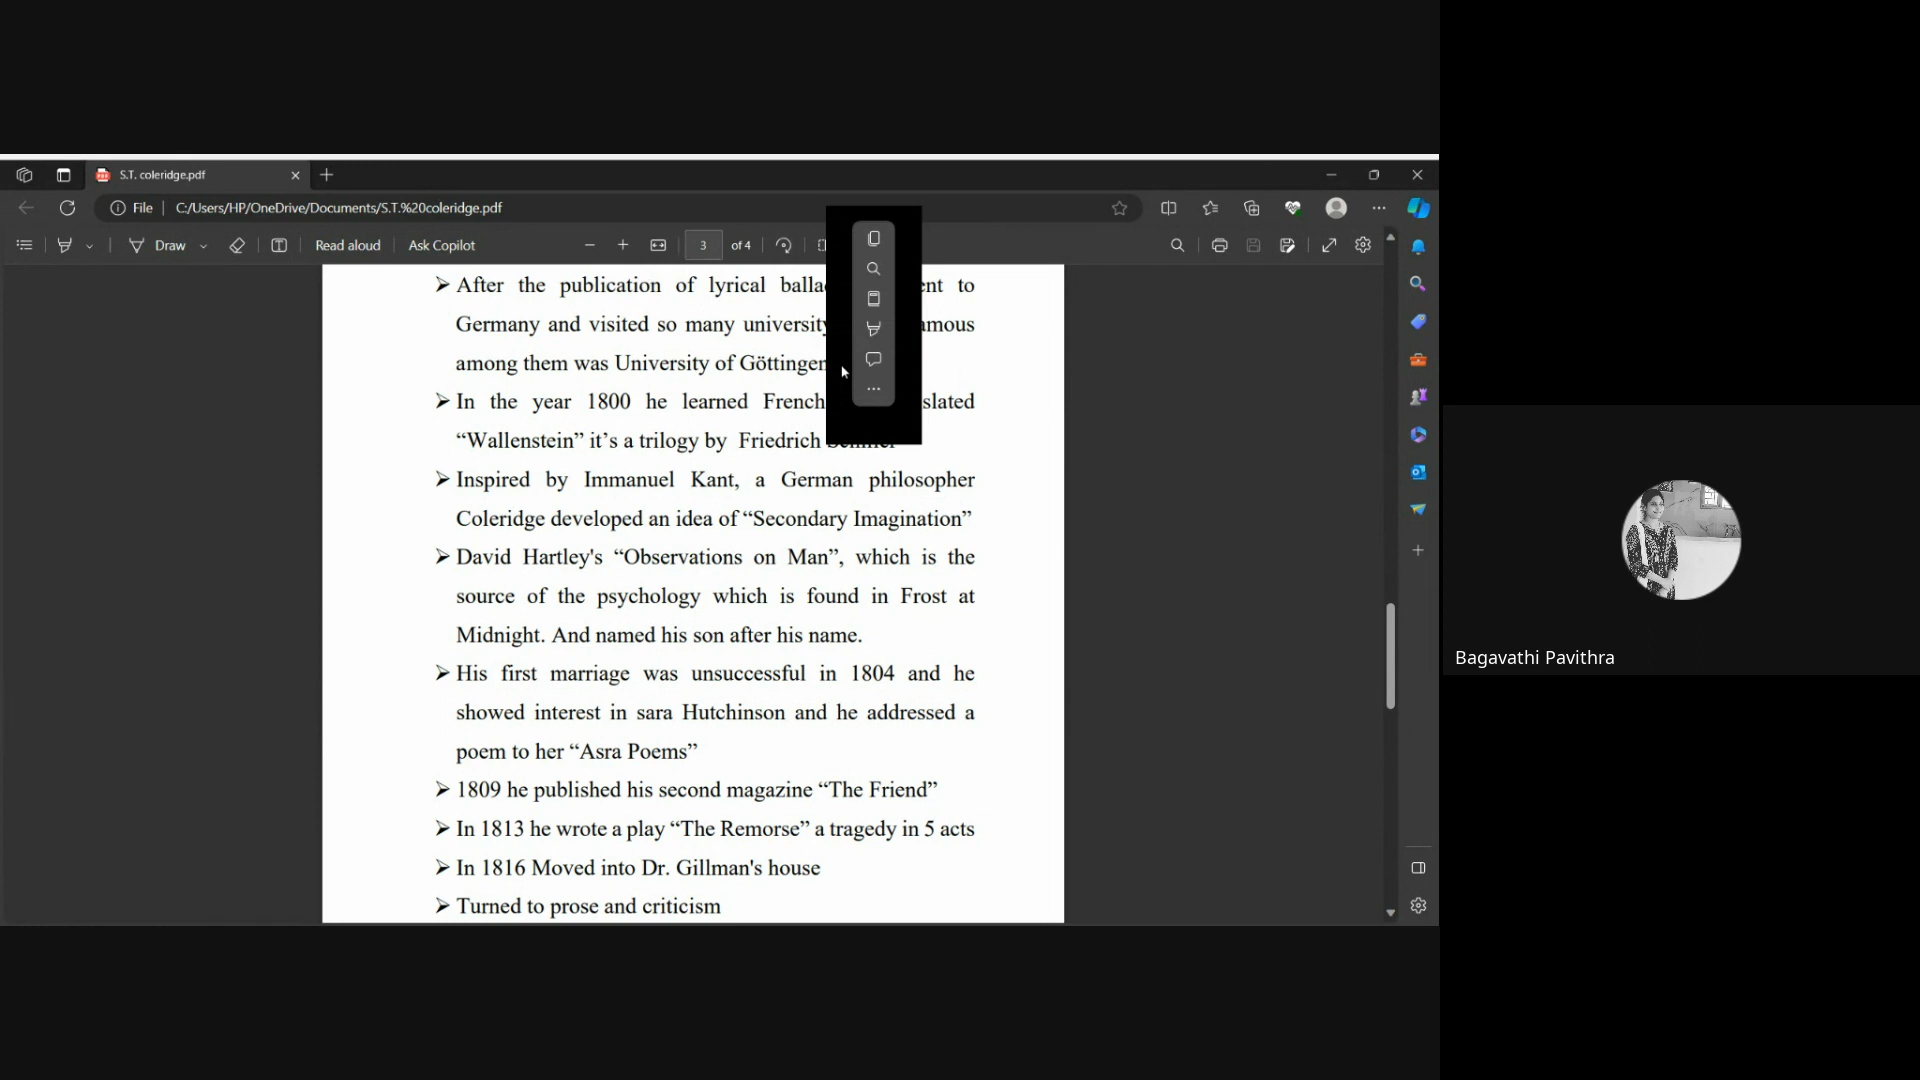 S.T. coleridge.pdf
File | C:/Users/HP/OneDrive/Documents/S.T.%20coleridge.pdf
Draw Read aloud Ask Copilot 3 of 4
➢ After the publication of lyrical balla ent to
Germany and visited so many university amous
among them was University of Göttingen
➢ In the year 1800 he learned French slated
“Wallenstein” it’s a trilogy by Friedrich
➢ Inspired by Immanuel Kant, a German philosopher
Coleridge developed an idea of “Secondary Imagination”
➢ David Hartley's “Observations on Man”, which is the
source of the psychology which is found in Frost at
Midnight. And named his son after his name.
➢ His first marriage was unsuccessful in 1804 and he
showed interest in sara Hutchinson and he addressed a
poem to her “Asra Poems”
➢ 1809 he published his second magazine “The Friend”
➢ In 1813 he wrote a play “The Remorse” a tragedy in 5 acts
➢ In 1816 Moved into Dr. Gillman's house
➢ Turned to prose and criticism
Bagavathi Pavithra